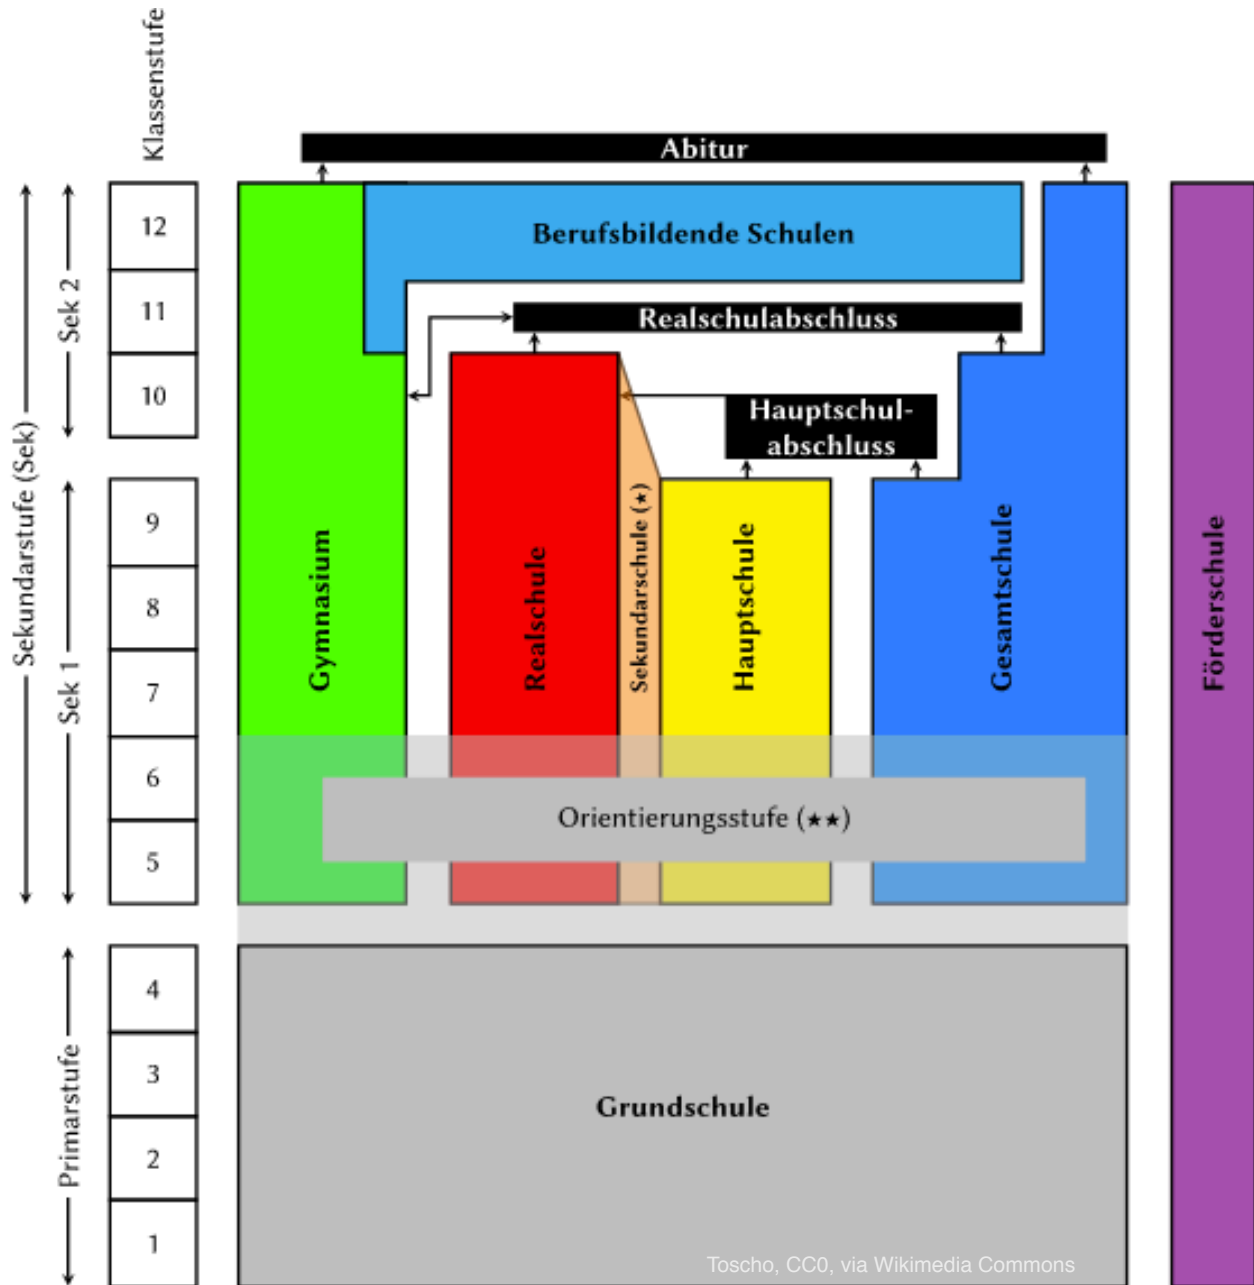 Klassenstufe
Abitur
12
Berufsbildende Schulen
11
Realschulabschluss
10
Hauptschul-
abschluss
Sekundarstufe (Sek)
Sek 2
Sek 1
9
8
7
6
5
Gymnasium
Realschule
Sekundarschule (★)
Hauptschule
Gesamtschule
Förderschule
Orientierungsstufe (★★)
Primarstufe
4
3
2
1
Grundschule
Toscho, CC0, via Wikimedia Commons